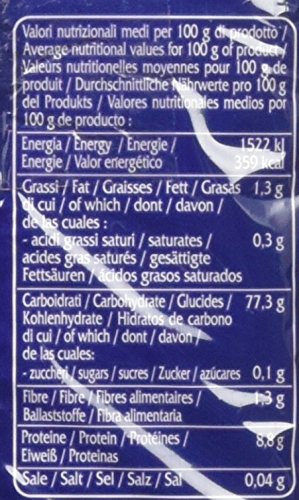 Valori nutrizionali medi per 100 g di prodotto /
Average nutritional values for 100 g of product /
Valeurs nutritionelles moyennes pour 100 g de
produit / Durchschnittliche Nährwerte pro 100 g
del Produkts / Valores nutritionales medios por
100 g de producto :
Energia / Energy / Énergie / 1522 kJ
Energie / Valor energético 359 kcal
Grassi / Fat / Graisses / Fett / Grasas 1,3 g
di cui / of which / dont / davon /
de las cuales :
- acidi grassi saturi / saturates / 0,3 g
acides gras saturés / gesättigte
Fettsäuren / ácidos grasos saturados
Carboidrati / Carbohydrate / Glucides / 77,3 g
Kohlenhydrate / Hidratos de carbono
di cui / of which / dont / davon /
de las cuales:
- zuccheri / sugars / sucres / Zucker / azúcares 0,1 g
Fibre / Fibre / Fibres alimentaires / 1,3 g
Ballaststoffe / Fibra alimentaria
Proteine / Protein / Protéines / 8,8 g
Eiweiß / Proteinas
Sale / Salt / Sel / Salz / Sal 0,04 g